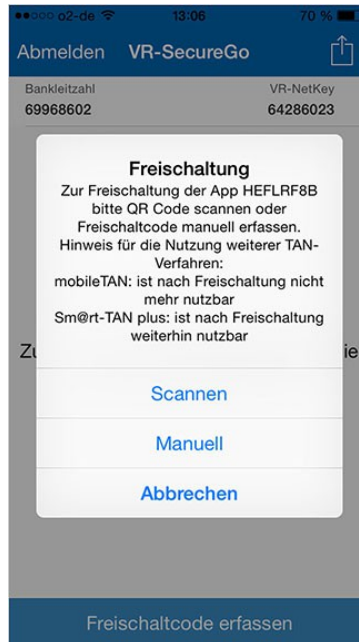 o2-de 13:06 70 %
Abmelden VR-SecureGo
Bankleitzahl VR-NetKey
69968602 64286023
Freischaltung
Zur Freischaltung der App HEFLRF8B
bitte QR Code scannen oder
Freischaltcode manuell erfassen.
Hinweis für die Nutzung weiterer TAN-
Verfahren:
mobileTAN: ist nach Freischaltung nicht
mehr nutzbar
Sm@rt-TAN plus: ist nach Freischaltung
weiterhin nutzbar
Scannen
Manuell
Abbrechen
Freischaltcode erfassen